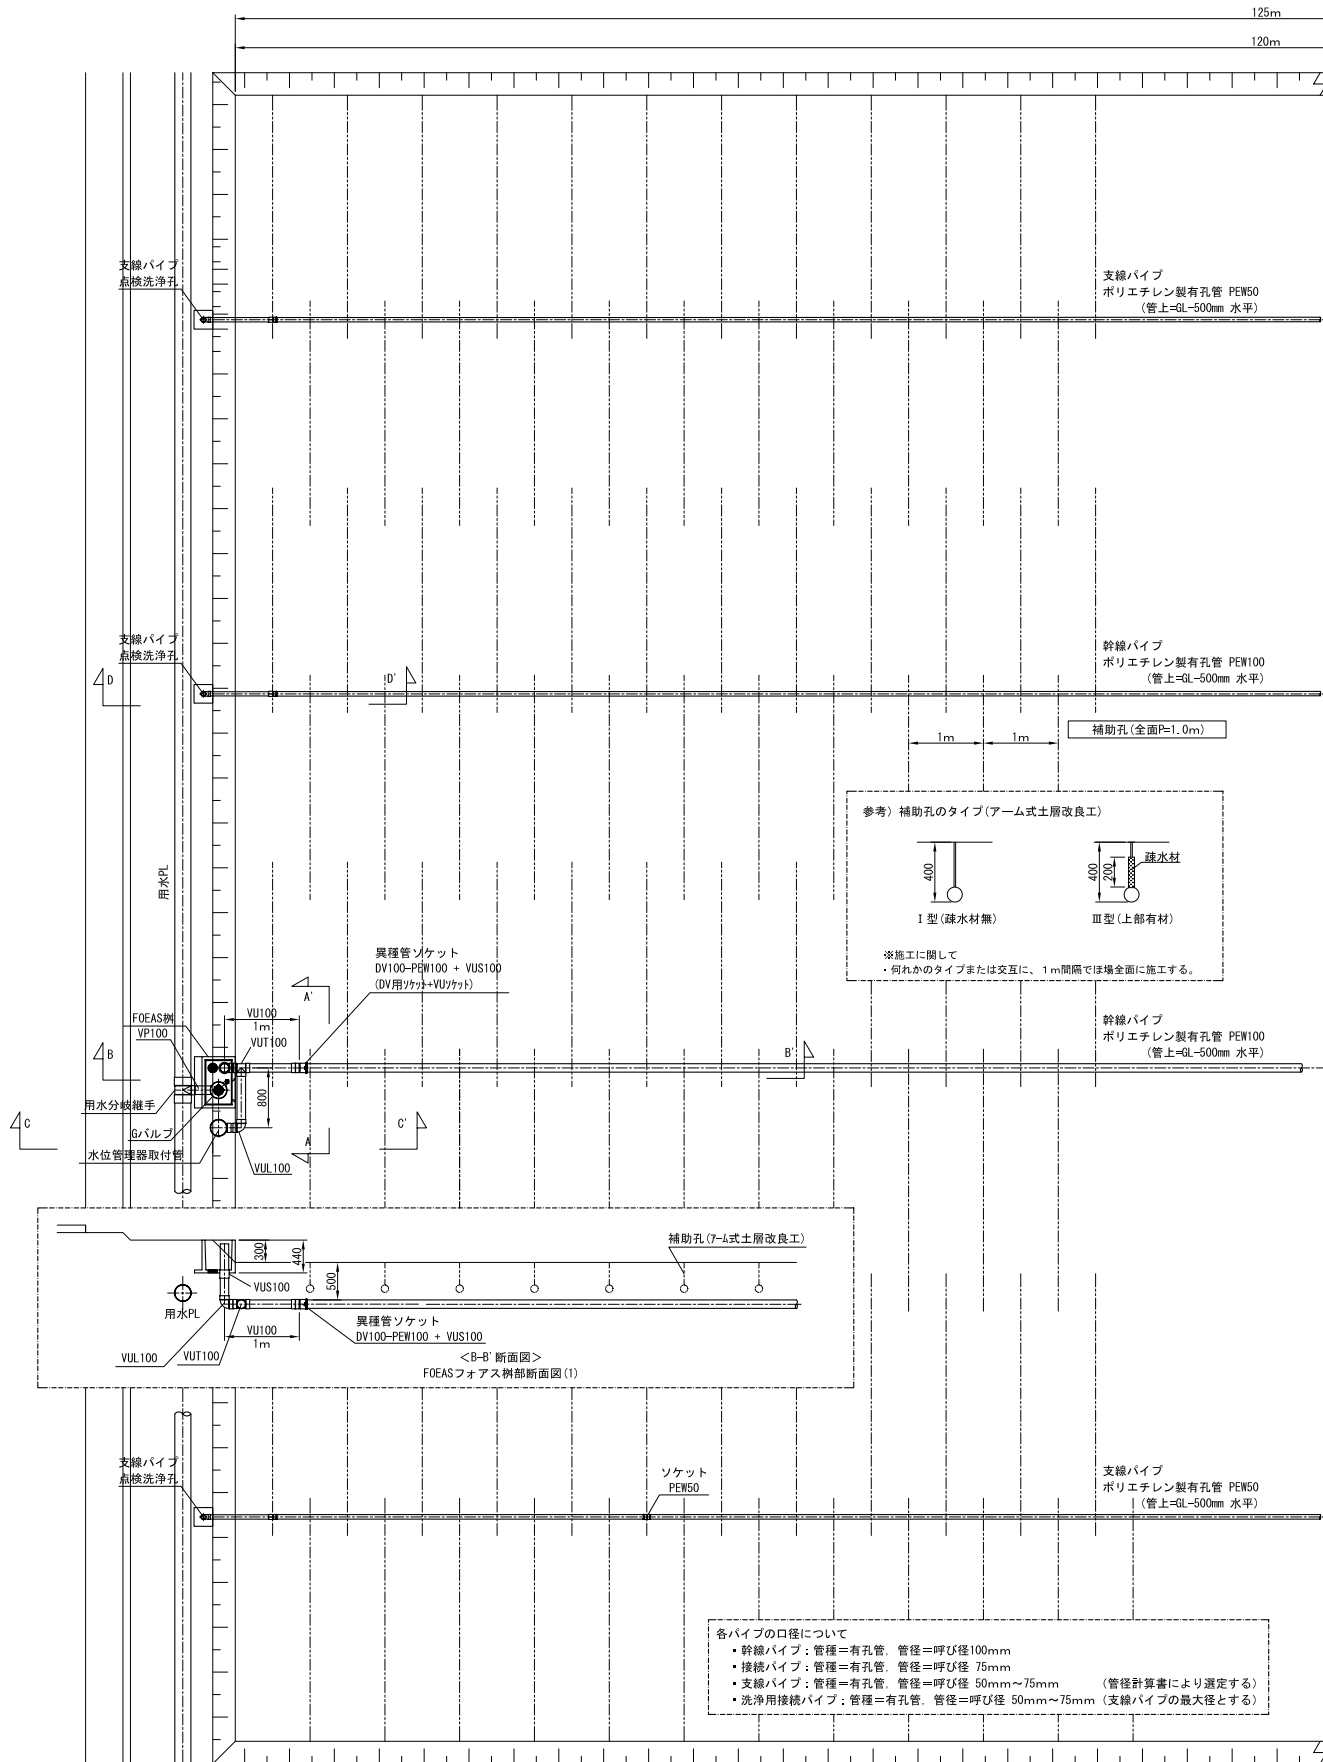 125m
120m
支線パイプ
点検洗浄孔
支線パイプ
ポリエチレン製有孔管 PEW50
(管上=GL-500mm 水平)
支線パイプ
点検洗浄孔
D
D'
幹線パイプ
ポリエチレン製有孔管 PEW100
(管上=GL-500mm 水平)
1m
1m
補助孔(全面P=1.0m)
参考) 補助孔のタイプ(アーム式土層改良工)
400
400
200
疎水材
Ⅰ型(疎水材無)
Ⅲ型(上部有材)
※施工に関して
・何れかのタイプまたは交互に、1m間隔でほ場全面に施工する。
用水PL
異種管ソケット
DV100-PEW100 + VUS100
(DV用ソケット+VUソケット)
A'
FOEAS桝
VP100
VU100
1m
VUT100
B
B'
幹線パイプ
ポリエチレン製有孔管 PEW100
(管上=GL-500mm 水平)
800
用水分岐継手
C
C'
Gバルブ
A
水位管理器取付管
VUL100
300
440
500
補助孔(アーム式土層改良工)
VUS100
用水PL
異種管ソケット
DV100-PEW100 + VUS100
VU100
1m
VUL100
VUT100
<B-B' 断面図>
FOEASフォアス桝部断面図(1)
支線パイプ
点検洗浄孔
ソケット
PEW50
支線パイプ
ポリエチレン製有孔管 PEW50
(管上=GL-500mm 水平)
各パイプの口径について
・幹線パイプ：管種＝有孔管, 管径＝呼び径100mm
・接続パイプ：管種＝有孔管, 管径＝呼び径 75mm
・支線パイプ：管種＝有孔管, 管径＝呼び径 50mm～75mm (管径計算書により選定する)
・洗浄用接続パイプ：管種＝有孔管, 管径＝呼び径 50mm～75mm (支線パイプの最大径とする)